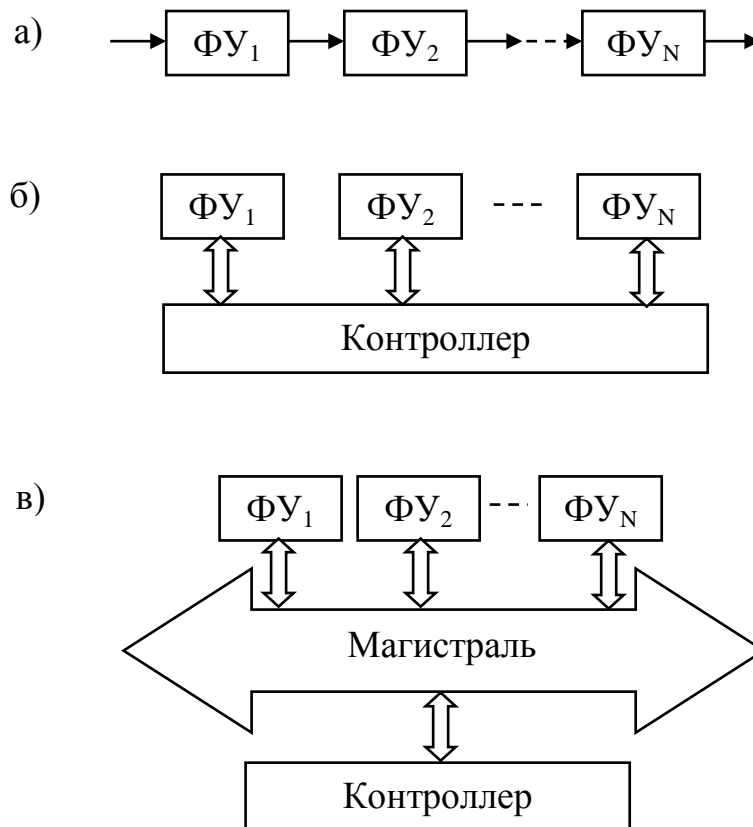 а) ФУ1 ФУ2 ФУN
б) ФУ1 ФУ2 ФУN
Контроллер
в) ФУ1 ФУ2 ФУN
Магистраль
Контроллер